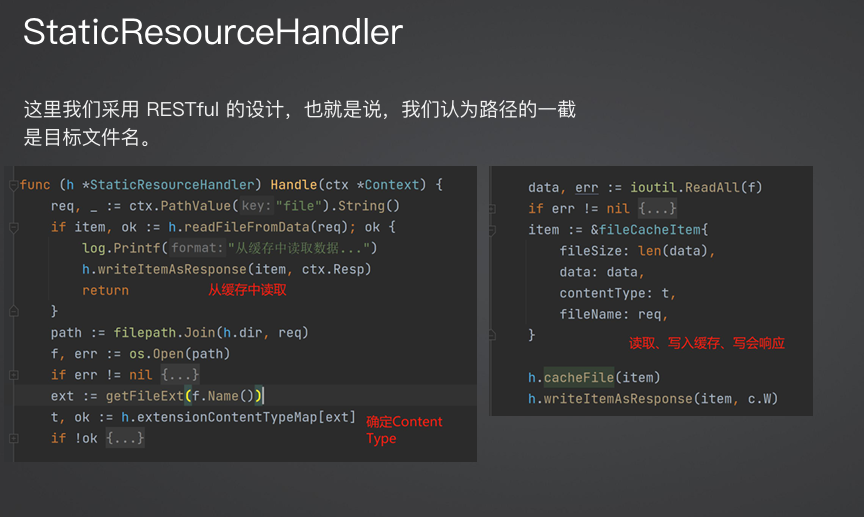 StaticResourceHandler
这里我们采用 RESTful 的设计，也就是说，我们认为路径的一截
是目标文件名。
func (h *StaticResourceHandler) Handle(ctx *Context) {
req, _ := ctx.PathValue( key: "file").String()
if item, ok := h.readFileFromData(req); ok {
log.Printf( format: "从缓存中读取数据...")
h.writeItemAsResponse(item, ctx.Resp)
return
从缓存中读取
}
path := filepath.Join(h.dir, req)
f, err := os.Open(path)
if err != nil {...}
ext := getFileExt(f.Name())
t, ok := h.extensionContentTypeMap[ext]
确定Content
Type
if !ok {...}
data, err := ioutil.ReadAll(f)
if err != nil {...}
item := &fileCacheItem{
fileSize: len(data),
data: data,
contentType: t,
fileName: req,
}
读取、写入缓存、写会响应
h.cacheFile(item)
h.writeItemAsResponse(item, c.W)